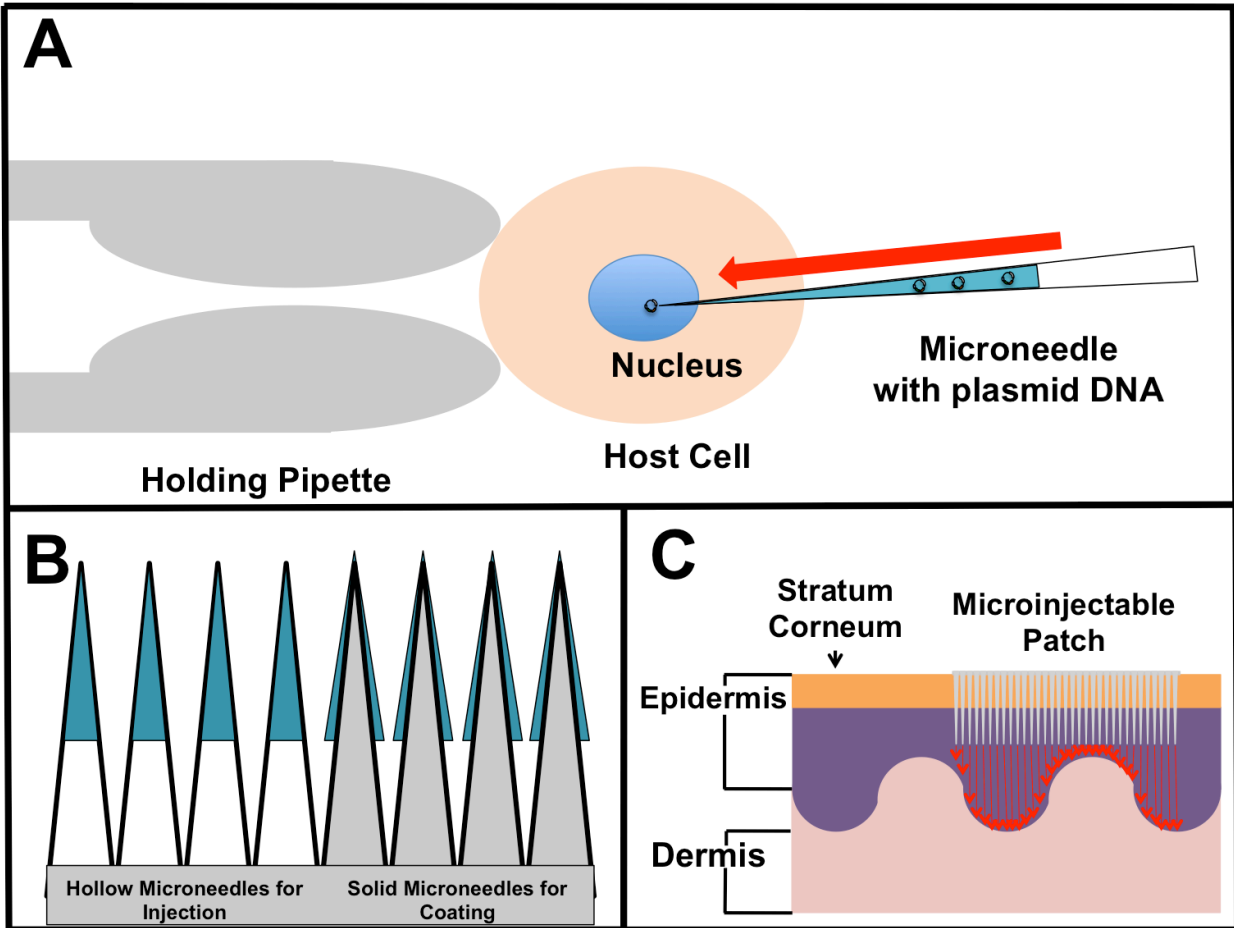 A
Nucleus
Microneedle
with plasmid DNA
Host Cell
Holding Pipette
B
Hollow Microneedles for
Injection
Solid Microneedles for
Coating
C
Stratum
Corneum
Microinjectable
Patch
Epidermis
Dermis